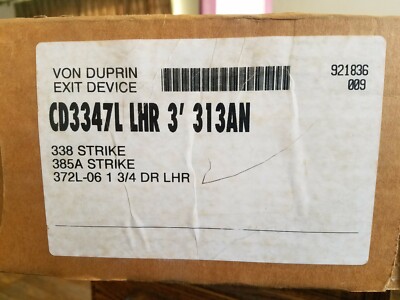 VON DUPRIN 921836
EXIT DEVICE 009
CD3347L LHR 3' 313AN
338 STRIKE
385A STRIKE
372L-06 1 3/4 DR LHR